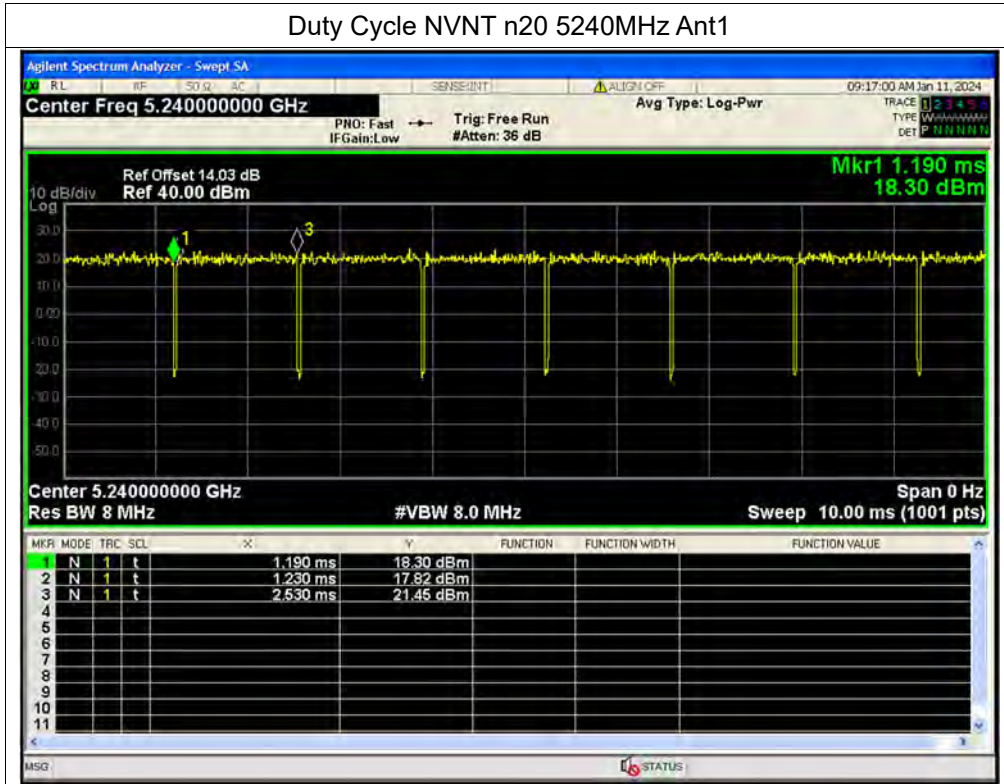 Duty Cycle NVNT n20 5240MHz Ant1
Agilent Spectrum Analyzer - Swept SA
LXI RL RF 50 Ω AC SENSE:INT ALIGN OFF 09:17:00 AM Jan 11, 2024
Center Freq 5.240000000 GHz Avg Type: Log-Pwr TRACE 1 2 3 4 5 6
PNO: Fast Trig: Free Run TYPE W
IFGain:Low #Atten: 36 dB DET P N N N N N
Mkr1 1.190 ms
Ref Offset 14.03 dB
10 dB/div Ref 40.00 dBm 18.30 dBm
Log
30.0
1
3
20.0
10.0
0.00
-10.0
-20.0
-30.0
-40.0
-50.0
Center 5.240000000 GHz Span 0 Hz
Res BW 8 MHz #VBW 8.0 MHz Sweep 10.00 ms (1001 pts)
MKR MODE TRC SCL X Y FUNCTION FUNCTION WIDTH FUNCTION VALUE
1 N 1 t 1.190 ms 18.30 dBm
2 N 1 t 1.230 ms 17.82 dBm
3 N 1 t 2.530 ms 21.45 dBm
4
5
6
7
8
9
10
11
MSG STATUS